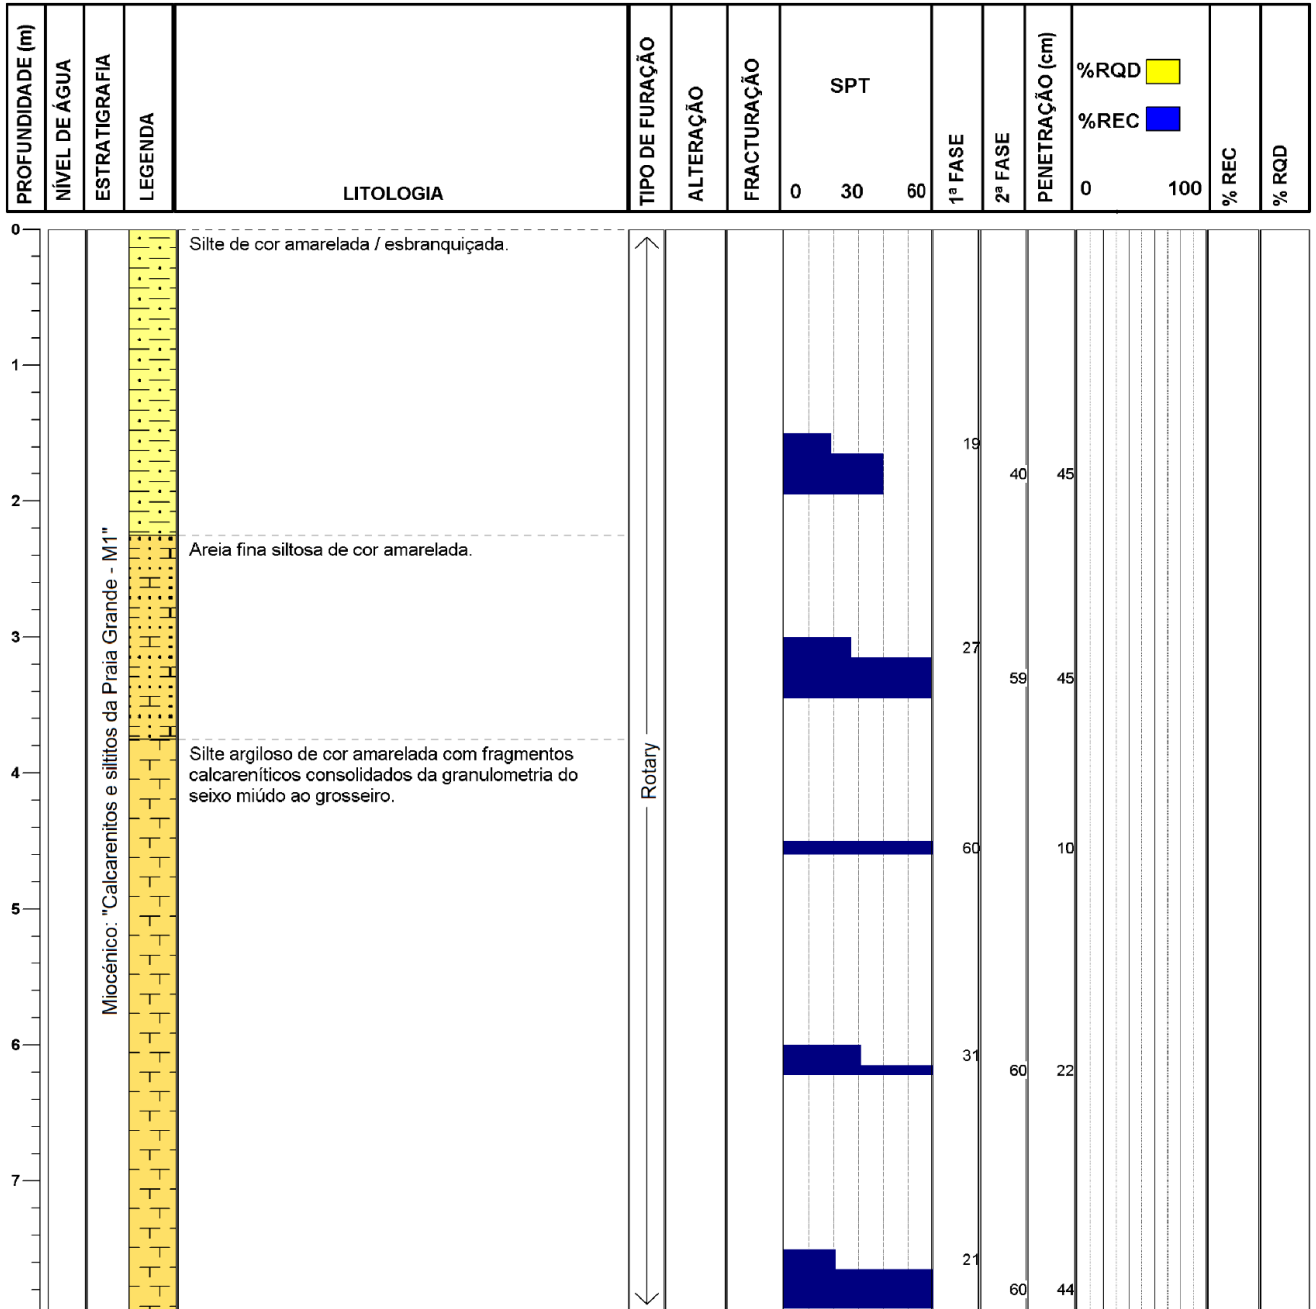 PROFUNDIDADE (m)
NÍVEL DE ÁGUA
ESTRATIGRAFIA
LEGENDA
LITOLOGIA
TIPO DE FURAÇÃO
ALTERAÇÃO
FRACTURAÇÃO
SPT
0 30 60
1ª FASE
2ª FASE
PENETRAÇÃO (cm)
%RQD
%REC
0 100
% REC
% RQD
0
Silte de cor amarelada / esbranquiçada.
1
19
40 45
2
Areia fina siltosa de cor amarelada.
3
27
59 45
Silte argiloso de cor amarelada com fragmentos
calcareníticos consolidados da granulometria do
seixo miúdo ao grosseiro.
4
Miocénico: "Calcarenitos e siltitos da Praia Grande - M1"
Rotary
60 10
5
6
31
60 22
7
21
60 44